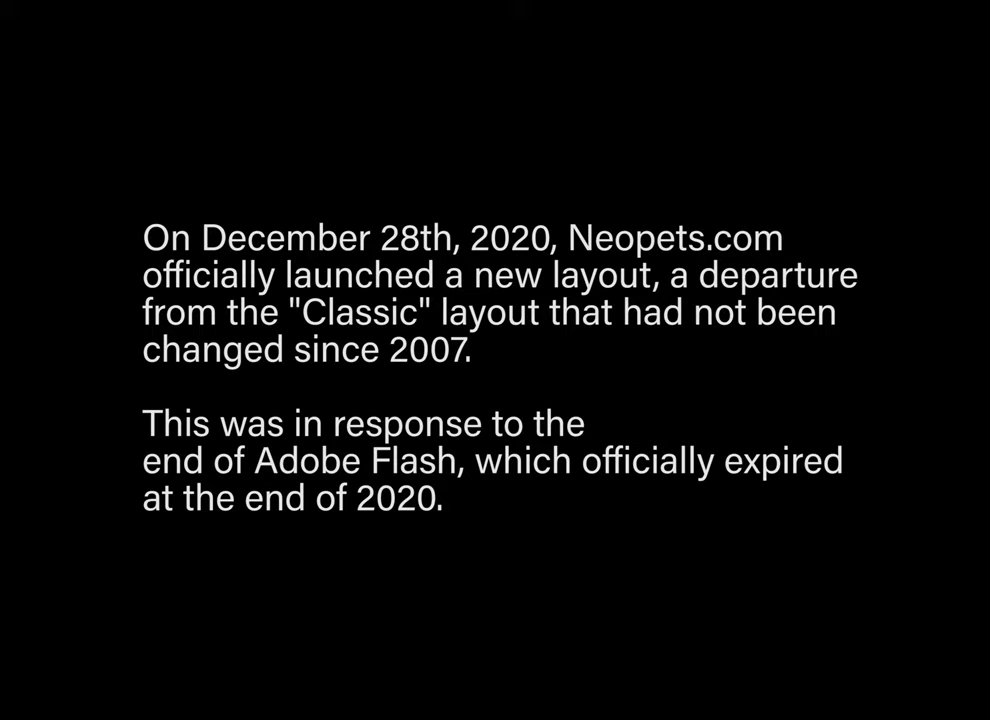 On December 28th, 2020, Neopets.com
officially launched a new layout, a departure
from the "Classic" layout that had not been
changed since 2007.
This was in response to the
end of Adobe Flash, which officially expired
at the end of 2020.